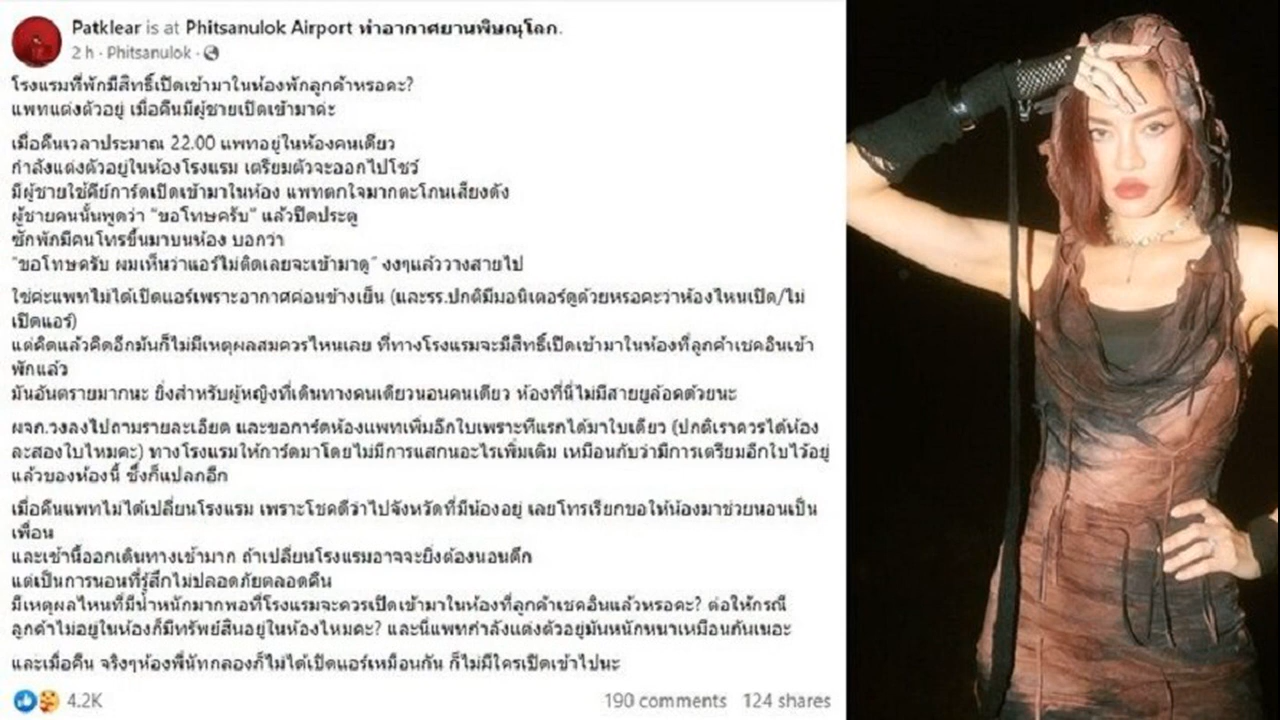 Patklear is at Phitsanulok Airport ท่าอากาศยานพิษณุโลก.
2 h · Phitsanulok ·
โรงแรมที่พักมีสิทธิ์เปิดเข้ามาในห้องพักลูกค้าหรอคะ?
แพทแต่งตัวอยู่ เมื่อคืนมีผู้ชายเปิดเข้ามาค่ะ
เมื่อคืนเวลาประมาณ 22.00 แพทอยู่ในห้องคนเดียว
กำลังแต่งตัวอยู่ในห้องโรงแรม เตรียมตัวจะออกไปโชว์
มีผู้ชายใช้คีย์การ์ดเปิดเข้ามาในห้อง แพทตกใจมากตะโกนเสียงดัง
ผู้ชายคนนั้นพูดว่า "ขอโทษครับ" แล้วปิดประตู
ซักพักมีคนโทรขึ้นมาบนห้อง บอกว่า
"ขอโทษครับ ผมเห็นว่าแอร์ไม่ติดเลยจะเข้ามาดู" งงๆแล้ววางสายไป
ใช่ค่ะแพทไม่ได้เปิดแอร์เพราะอากาศค่อนข้างเย็น (และรร.ปกติมีมอนิเตอร์ดูด้วยหรอคะว่าห้องไหนเปิด/ไม่
เปิดแอร์)
แต่คิดแล้วคิดอีกมันก็ไม่มีเหตุผลสมควรไหนเลย ที่ทางโรงแรมจะมีสิทธิ์เปิดเข้ามาในห้องที่ลูกค้าเชคอินเข้า
พักแล้ว
มันอันตรายมากนะ ยิ่งสำหรับผู้หญิงที่เดินทางคนเดียวนอนคนเดียว ห้องที่นี่ไม่มีสายยูล้อคด้วยนะ
ผจก.วงลงไปถามรายละเอียด และขอการ์ดห้องแพทเพิ่มอีกใบเพราะทีแรกได้มาใบเดียว (ปกติเราควรได้ห้อง
ละสองใบไหมคะ) ทางโรงแรมให้การ์ดมาโดยไม่มีการแสกนอะไรเพิ่มเติม เหมือนกับว่ามีการเตรียมอีกใบไว้อยู่
แล้วของห้องนี้ ซึ่งก็แปลกอีก
เมื่อคืนแพทไม่ได้เปลี่ยนโรงแรม เพราะโชคดีว่าไปจังหวัดที่มีน้องอยู่ เลยโทรเรียกขอให้น้องมาช่วยนอนเป็น
เพื่อน
และเช้านี้ออกเดินทางเช้ามาก ถ้าเปลี่ยนโรงแรมอาจจะยิ่งต้องนอนดึก
แต่เป็นการนอนที่รู้สึกไม่ปลอดภัยตลอดคืน
มีเหตุผลไหนที่มีน้ำหนักมากพอที่โรงแรมจะควรเปิดเข้ามาในห้องที่ลูกค้าเชคอินแล้วหรอคะ? ต่อให้กรณี
ลูกค้าไม่อยู่ในห้องก็มีทรัพย์สินอยู่ในห้องไหมคะ? และนี่แพทกำลังแต่งตัวอยู่มันหนักหนาเหมือนกันเนอะ
และเมื่อคืน จริงๆห้องพี่นัทกลองก็ไม่ได้เปิดแอร์เหมือนกัน ก็ไม่มีใครเปิดเข้าไปนะ
4.2K 190 comments 124 shares